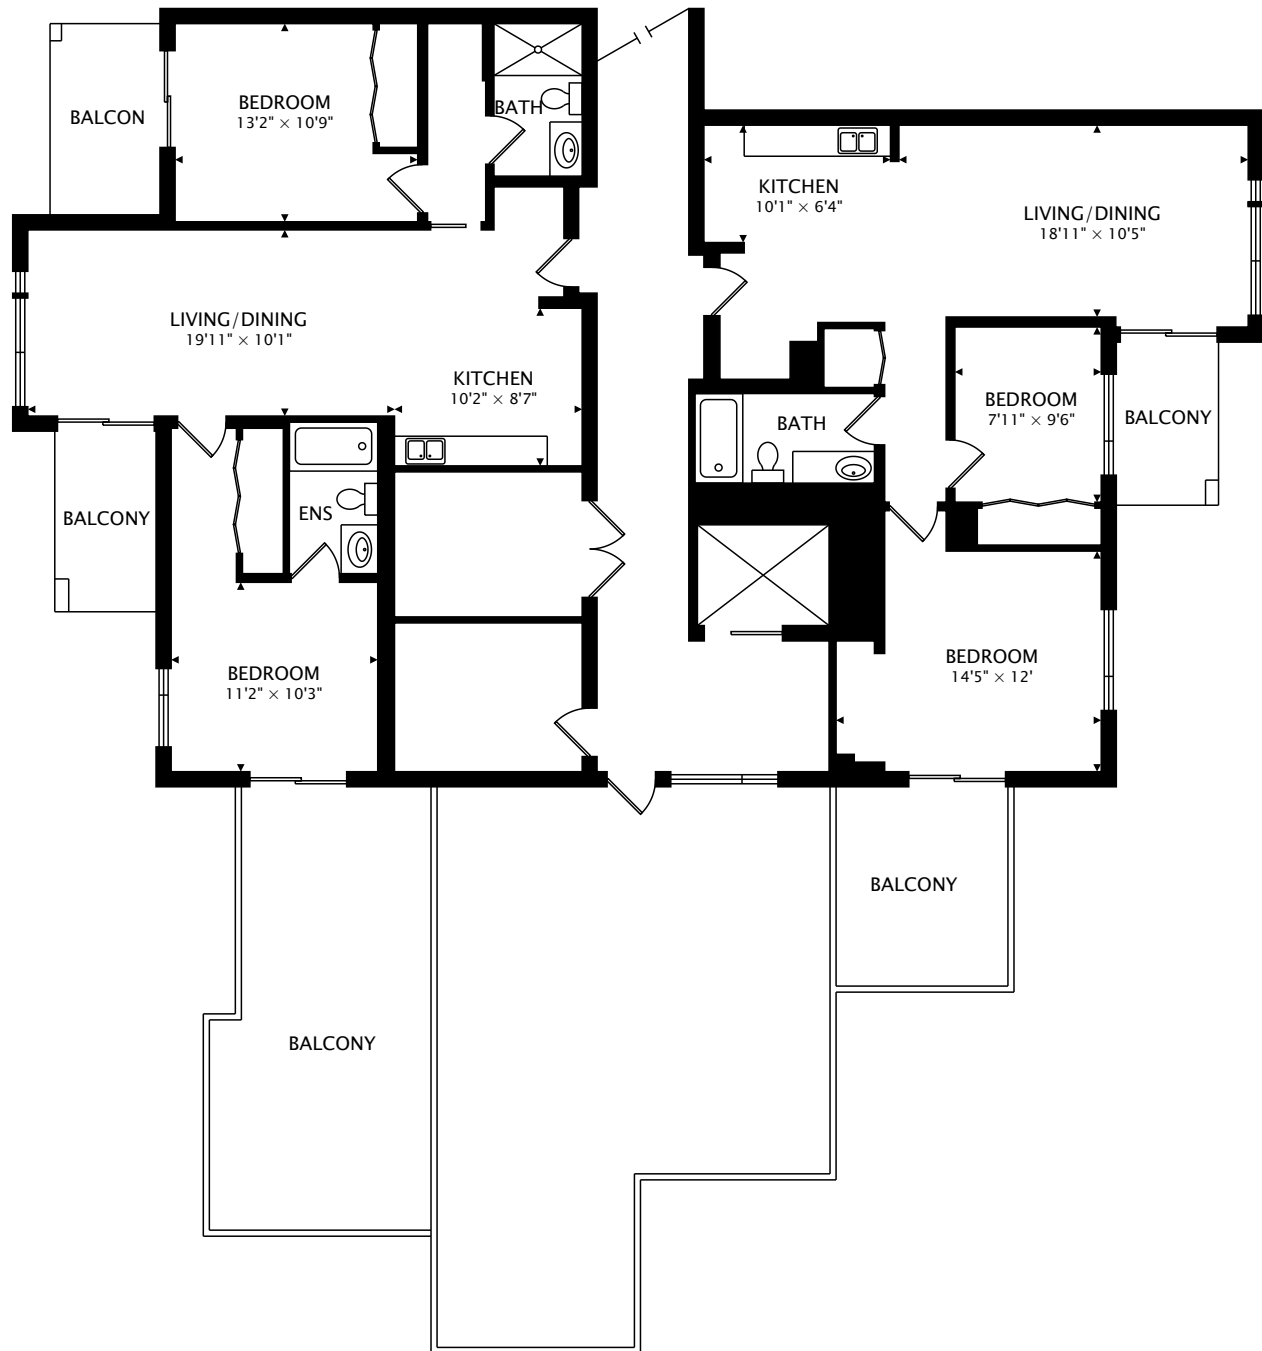 BALCON
BEDROOM
13'2" × 10'9"
BATH
KITCHEN
10'1" × 6'4"
LIVING/DINING
18'11" × 10'5"
LIVING/DINING
19'11" × 10'1"
KITCHEN
10'2" × 8'7"
BATH
BEDROOM
7'11" × 9'6"
BALCONY
BALCONY
ENS
BEDROOM
11'2" × 10'3"
BEDROOM
14'5" × 12'
BALCONY
BALCONY